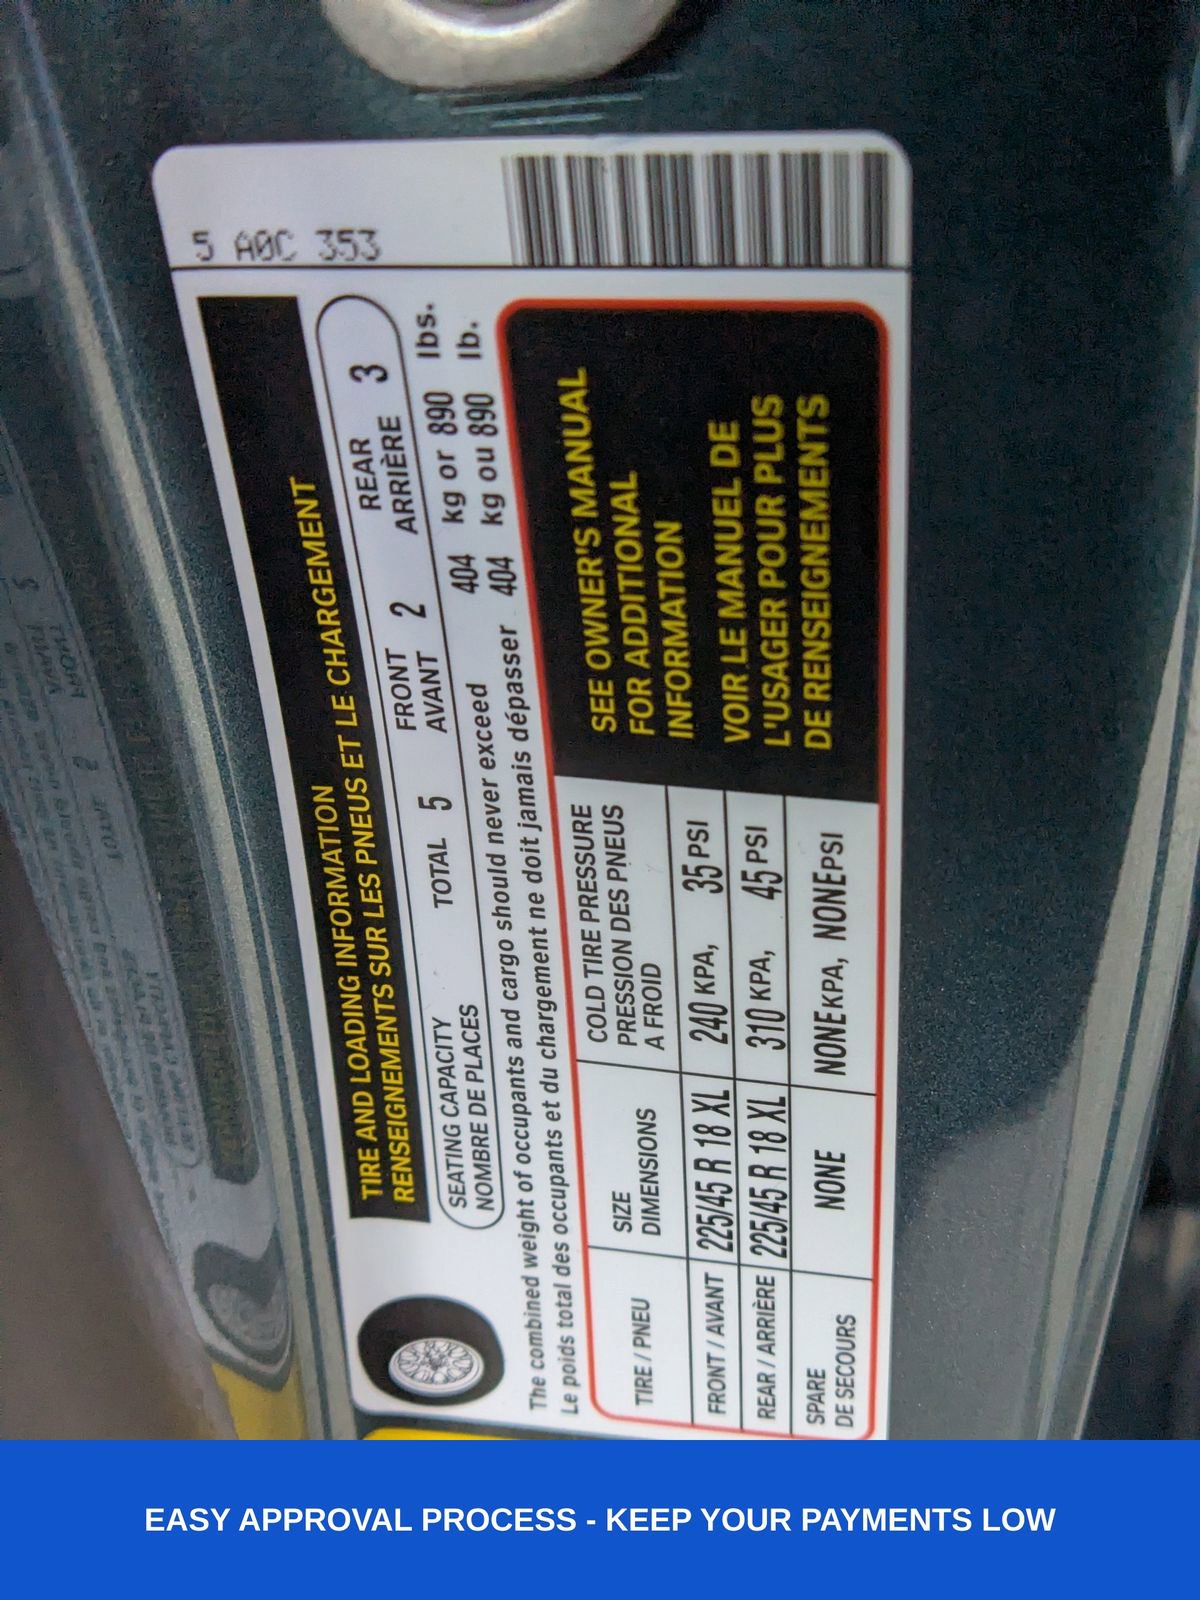 5 A0C 353
TIRE AND LOADING INFORMATION
RENSEIGNEMENTS SUR LES PNEUS ET LE CHARGEMENT
SEATING CAPACITY TOTAL 5 FRONT 2 REAR 3
NOMBRE DE PLACES AVANT ARRIÈRE
The combined weight of occupants and cargo should never exceed 404 kg or 890 lbs.
Le poids total des occupants et du chargement ne doit jamais dépasser 404 kg ou 890 lb.
TIRE / PNEU
SIZE
DIMENSIONS
COLD TIRE PRESSURE
PRESSION DES PNEUS
A FROID
FRONT / AVANT 225/45 R 18 XL 240 KPA, 35 PSI
REAR / ARRIÈRE 225/45 R 18 XL 310 KPA, 45 PSI
SPARE
DE SECOURS
NONE NONE KPA, NONE PSI
SEE OWNER'S MANUAL
FOR ADDITIONAL
INFORMATION
VOIR LE MANUEL DE
L'USAGER POUR PLUS
DE RENSEIGNEMENTS
EASY APPROVAL PROCESS - KEEP YOUR PAYMENTS LOW